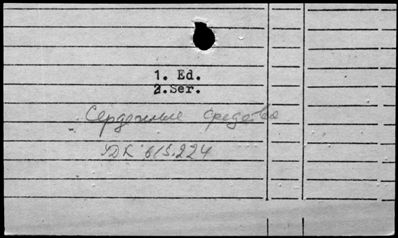 1. Ed.
2. Ser.
Сердечные средства
УДК 615.224